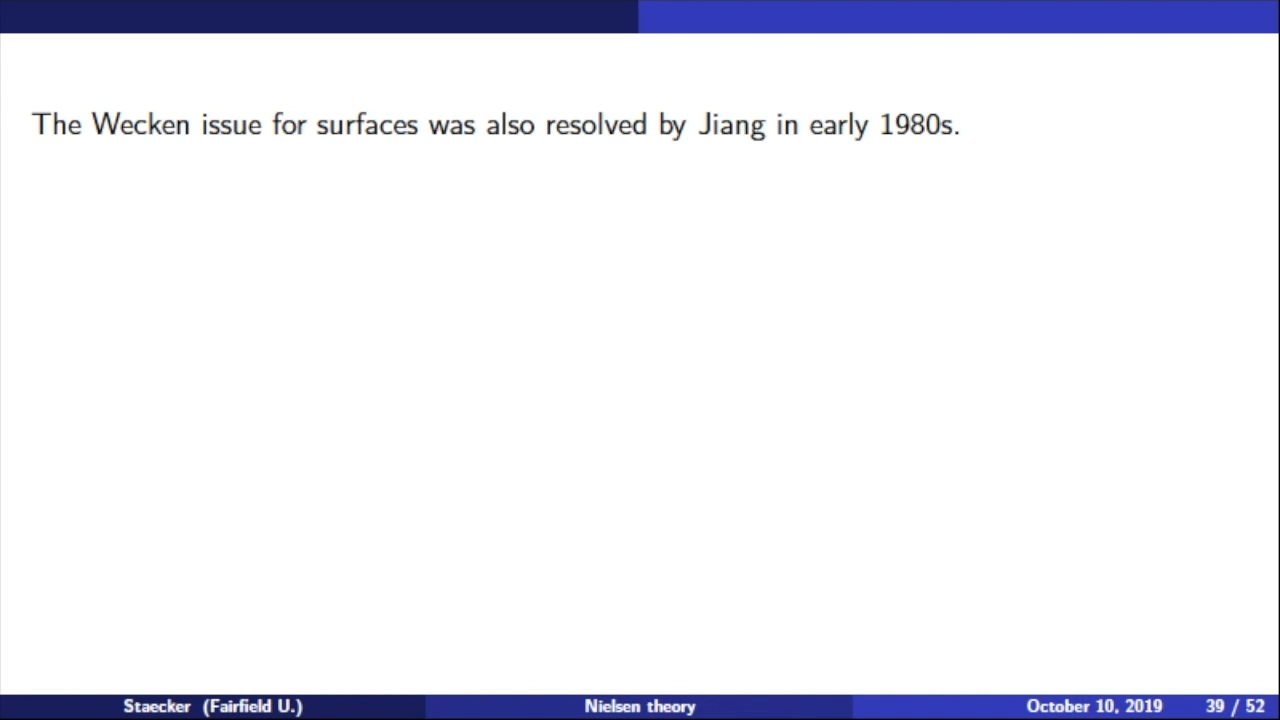 The Wecken issue for surfaces was also resolved by Jiang in early 1980s.
Staecker (Fairfield U.) Nielsen theory October 10, 2019 39 / 52